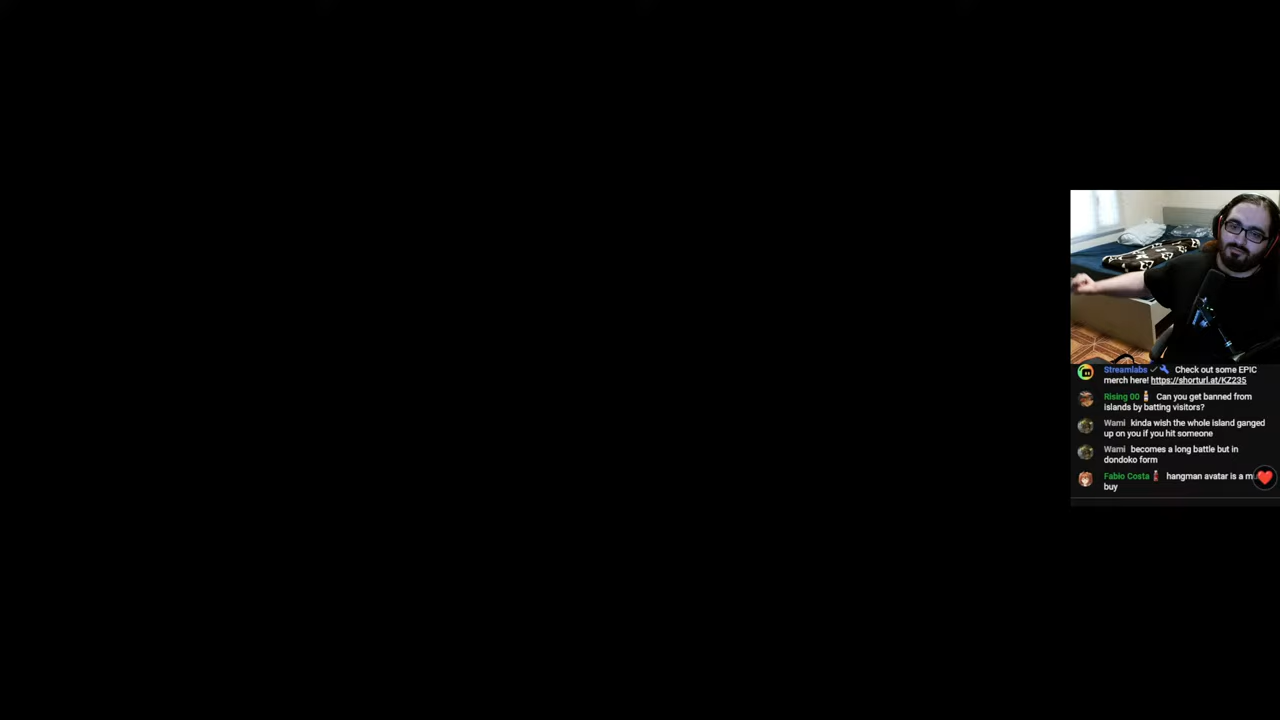 Streamlabs Check out some EPIC
merch here! https://shorturl.at/KZ235
Rising 00 Can you get banned from
islands by batting visitors?
Wami kinda wish the whole island ganged
up on you if you hit someone
Wami becomes a long battle but in
dondoko form
Fabio Costa hangman avatar is a
buy